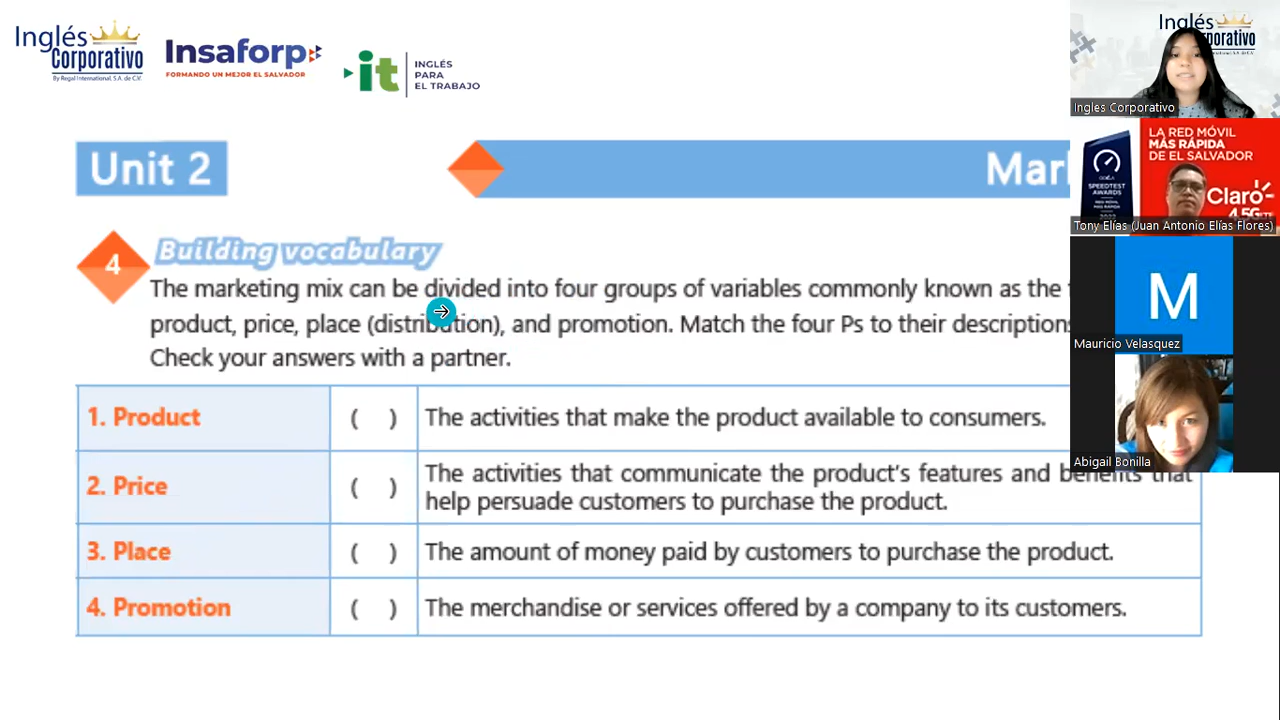 Inglés
Corporativo
By Regal International, S.A. de C.V.
Insaforp
FORMANDO UN MEJOR EL SALVADOR
it
INGLÉS
PARA
EL TRABAJO
Inglés
Corporativo
Ingles Corporativo
LA RED MÓVIL
MÁS RÁPIDA
DE EL SALVADOR
SPEEDTEST
AWARDS
Claro
4.5G
Tony Elías (Juan Antonio Elías Flores)
M
Mauricio Velasquez
Abigail Bonilla
Unit 2
4
Building vocabulary
The marketing mix can be divided into four groups of variables commonly known as the
product, price, place (distribution), and promotion. Match the four Ps to their descriptions
Check your answers with a partner.
1. Product ( ) The activities that make the product available to consumers.
2. Price ( ) The activities that communicate the product's features and benefits that
help persuade customers to purchase the product.
3. Place ( ) The amount of money paid by customers to purchase the product.
4. Promotion ( ) The merchandise or services offered by a company to its customers.